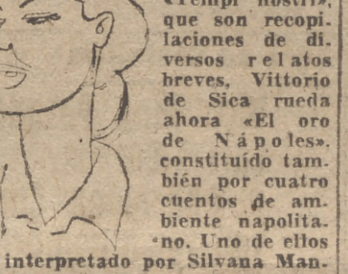 «Tempi nostri»,
que son recopi-
laciones de di-
versos relatos
breves, Vittorio
de Sica rueda
ahora «El oro
de Nápoles».
constituído tam-
bién por cuatro
cuentos de am-
biente napolita-
no. Uno de ellos
interpretado por Silvana Man-